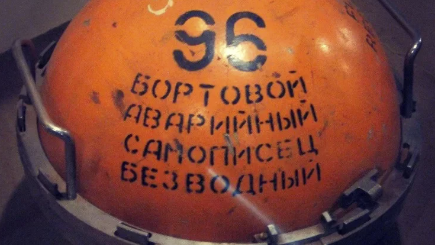 96
БОРТОВОЙ
АВАРИЙНЫЙ
САМОПИСЕЦ
БЕЗВОДНЫЙ